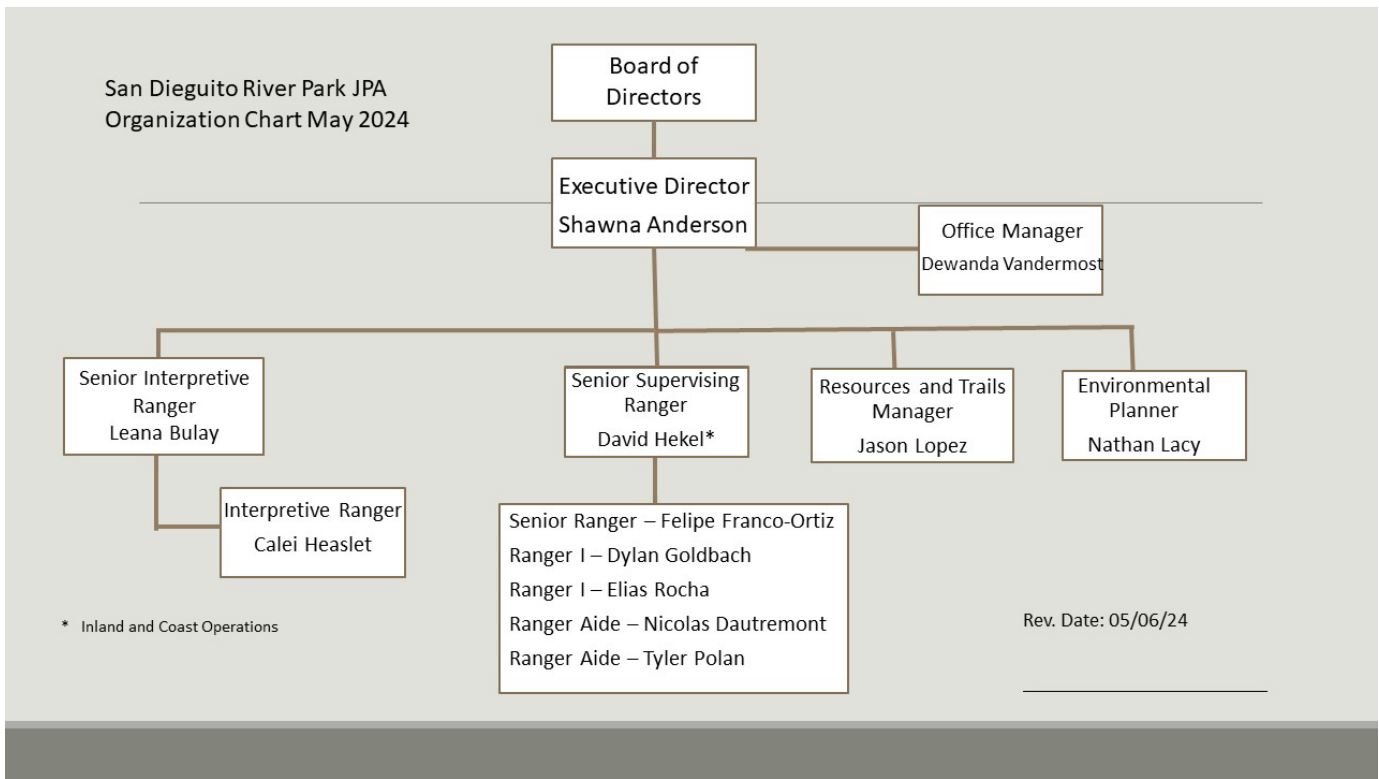 San Dieguito River Park JPA
Organization Chart May 2024
Board of
Directors
Executive Director
Shawna Anderson
Office Manager
Dewanda Vandermost
Senior Interpretive
Ranger
Leana Bulay
Senior Supervising
Ranger
David Hekel*
Resources and Trails
Manager
Jason Lopez
Environmental
Planner
Nathan Lacy
Interpretive Ranger
Calei Heaslet
Senior Ranger – Felipe Franco-Ortiz
Ranger I – Dylan Goldbach
Ranger I – Elias Rocha
Ranger Aide – Nicolas Dautremont
Ranger Aide – Tyler Polan
* Inland and Coast Operations
Rev. Date: 05/06/24